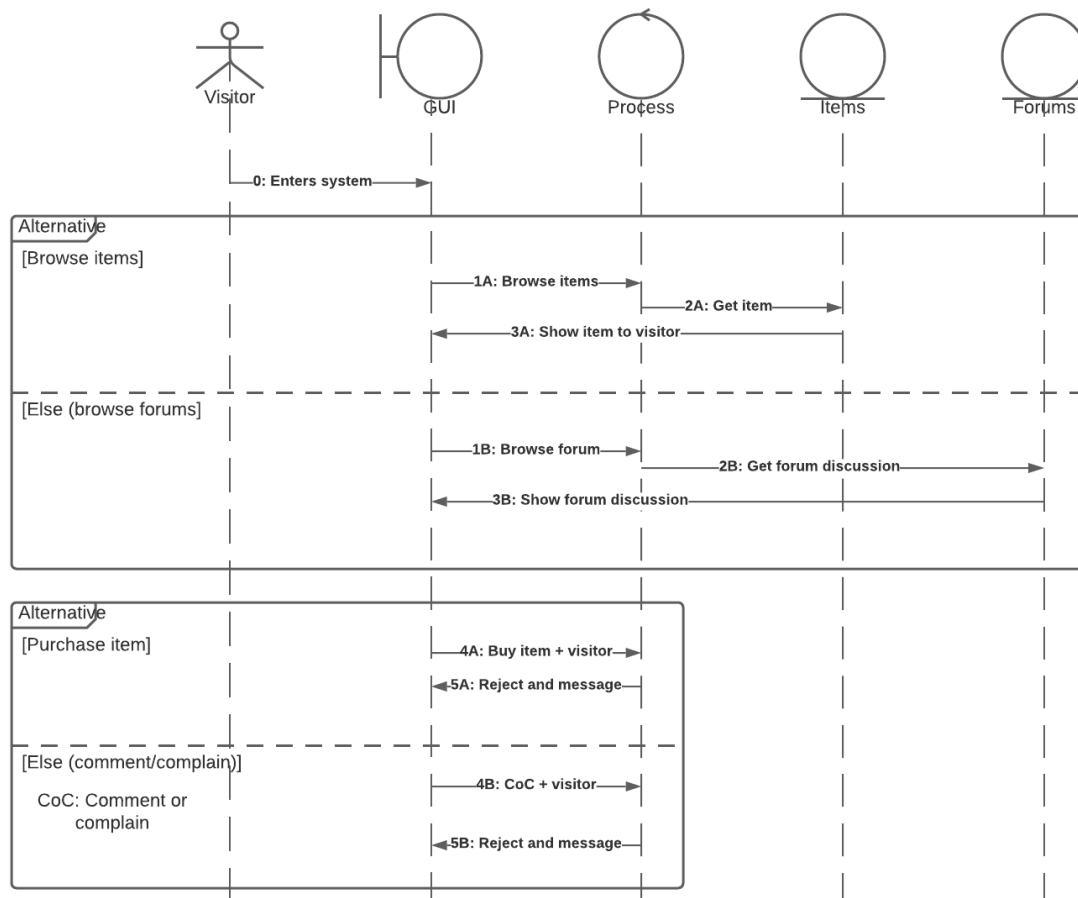 Visitor
GUI
Process
Items
Forums
0: Enters system
Alternative
[Browse items]
1A: Browse items
2A: Get item
3A: Show item to visitor
[Else (browse forums]
1B: Browse forum
2B: Get forum discussion
3B: Show forum discussion
Alternative
[Purchase item]
4A: Buy item + visitor
5A: Reject and message
[Else (comment/complain)]
4B: CoC + visitor
CoC: Comment or
complain
5B: Reject and message